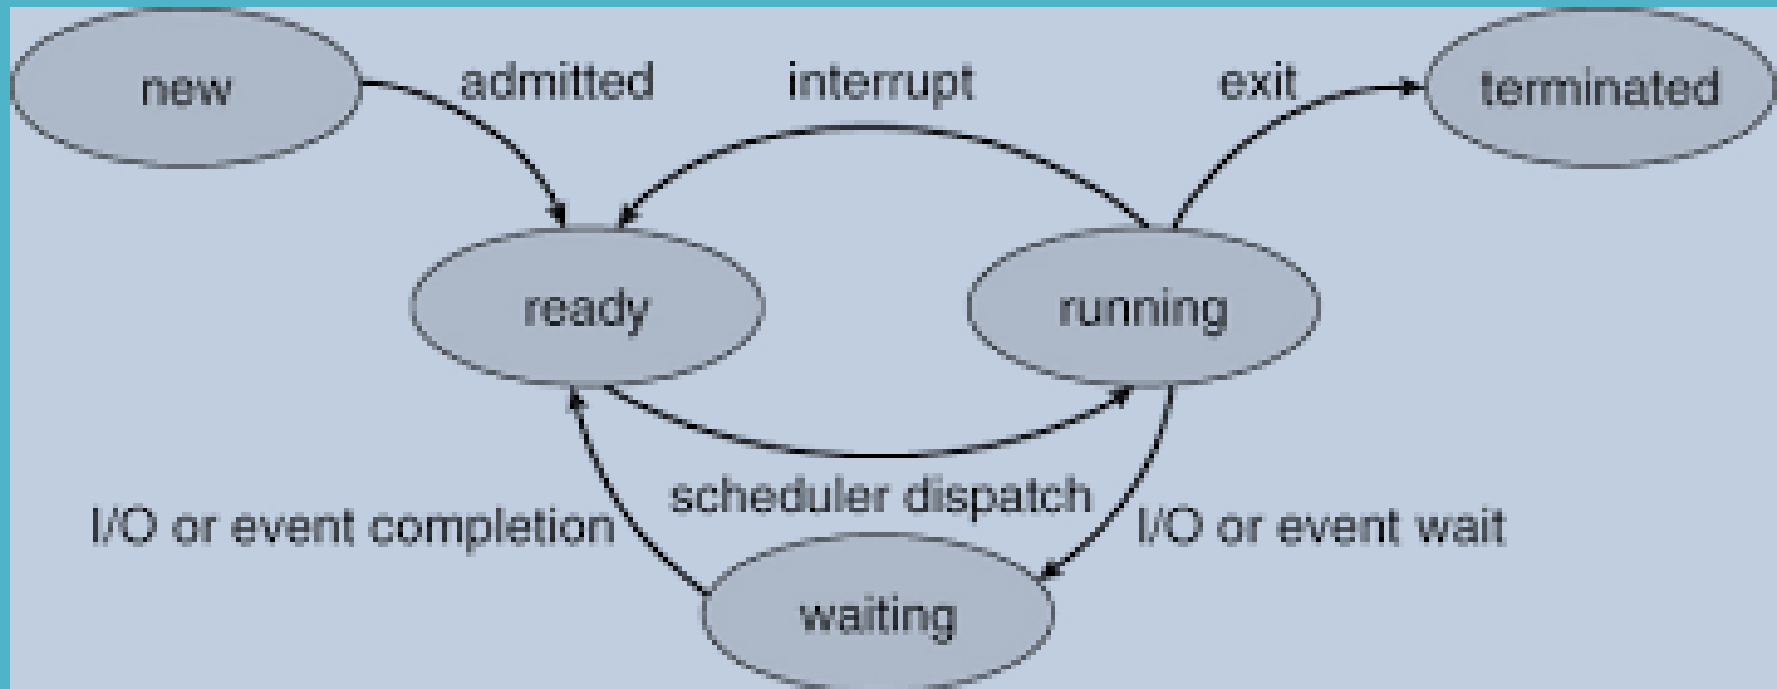 new
admitted
interrupt
exit
terminated
ready
running
scheduler dispatch
I/O or event completion
I/O or event wait
waiting